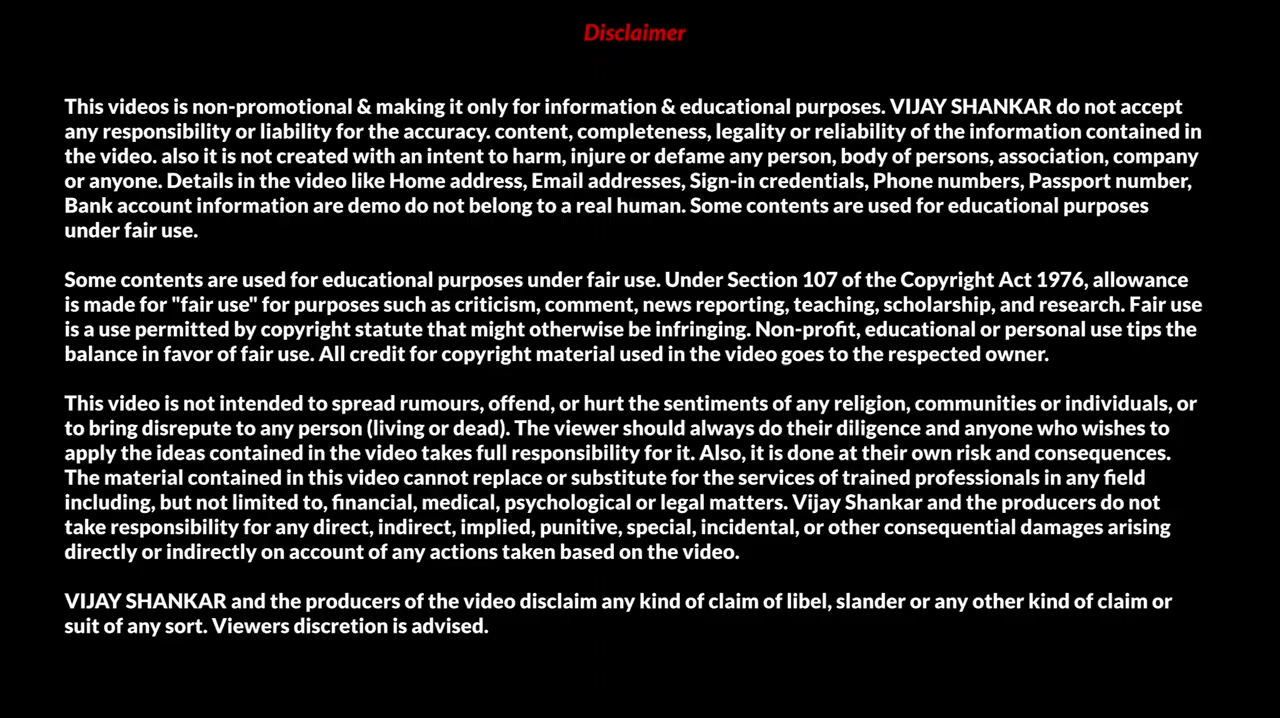 Disclaimer
This videos is non-promotional & making it only for information & educational purposes. VIJAY SHANKAR do not accept
any responsibility or liability for the accuracy. content, completeness, legality or reliability of the information contained in
the video. also it is not created with an intent to harm, injure or defame any person, body of persons, association, company
or anyone. Details in the video like Home address, Email addresses, Sign-in credentials, Phone numbers, Passport number,
Bank account information are demo do not belong to a real human. Some contents are used for educational purposes
under fair use.
Some contents are used for educational purposes under fair use. Under Section 107 of the Copyright Act 1976, allowance
is made for "fair use" for purposes such as criticism, comment, news reporting, teaching, scholarship, and research. Fair use
is a use permitted by copyright statute that might otherwise be infringing. Non-profit, educational or personal use tips the
balance in favor of fair use. All credit for copyright material used in the video goes to the respected owner.
This video is not intended to spread rumours, offend, or hurt the sentiments of any religion, communities or individuals, or
to bring disrepute to any person (living or dead). The viewer should always do their diligence and anyone who wishes to
apply the ideas contained in the video takes full responsibility for it. Also, it is done at their own risk and consequences.
The material contained in this video cannot replace or substitute for the services of trained professionals in any field
including, but not limited to, financial, medical, psychological or legal matters. Vijay Shankar and the producers do not
take responsibility for any direct, indirect, implied, punitive, special, incidental, or other consequential damages arising
directly or indirectly on account of any actions taken based on the video.
VIJAY SHANKAR and the producers of the video disclaim any kind of claim of libel, slander or any other kind of claim or
suit of any sort. Viewers discretion is advised.